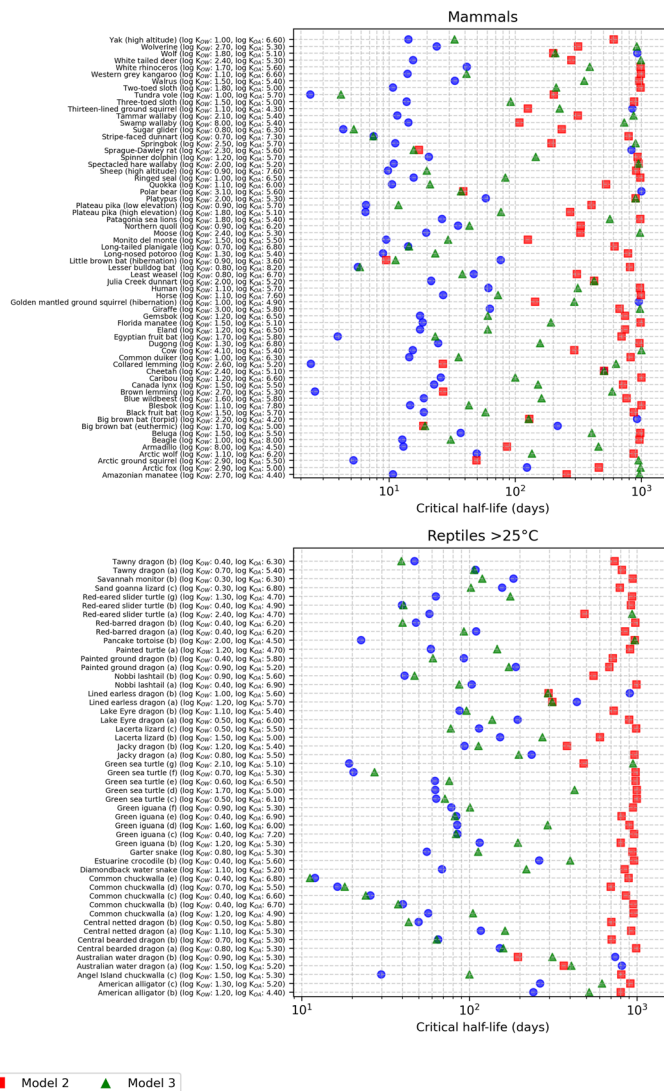 Mammals
Yak (high altitude) (log KOW: 1.00, log KOA: 6.60)
Wolverine (log KOW: 2.70, log KOA: 5.30)
Wolf (log KOW: 1.80, log KOA: 5.10)
White tailed deer (log KOW: 2.40, log KOA: 5.30)
White rhinoceros (log KOW: 1.70, log KOA: 5.60)
Western grey kangaroo (log KOW: 1.10, log KOA: 6.60)
Walrus (log KOW: 1.50, log KOA: 5.40)
Two-toed sloth (log KOW: 1.80, log KOA: 5.00)
Tundra vole (log KOW: 1.00, log KOA: 5.70)
Three-toed sloth (log KOW: 1.50, log KOA: 5.00)
Thirteen-lined ground squirrel (log KOW: 1.10, log KOA: 4.30)
Tammar wallaby (log KOW: 2.10, log KOA: 5.40)
Swamp wallaby (log KOW: 8.00, log KOA: 5.40)
Sugar glider (log KOW: 0.80, log KOA: 6.30)
Stripe-faced dunnart (log KOW: 0.70, log KOA: 7.30)
Springbok (log KOW: 2.50, log KOA: 5.70)
Sprague-Dawley rat (log KOW: 2.30, log KOA: 5.60)
Spinner dolphin (log KOW: 1.20, log KOA: 5.70)
Spectacled hare wallaby (log KOW: 2.00, log KOA: 5.20)
Sheep (high altitude) (log KOW: 0.90, log KOA: 7.60)
Ringed seal (log KOW: 1.00, log KOA: 6.50)
Quokka (log KOW: 1.10, log KOA: 6.00)
Polar bear (log KOW: 3.10, log KOA: 5.60)
Platypus (log KOW: 2.00, log KOA: 5.30)
Plateau pika (low elevation) (log KOW: 0.90, log KOA: 5.70)
Plateau pika (high elevation) (log KOW: 1.80, log KOA: 5.10)
Patagonia sea lions (log KOW: 1.80, log KOA: 5.40)
Northern quoll (log KOW: 0.90, log KOA: 6.20)
Moose (log KOW: 2.40, log KOA: 5.30)
Monito del monte (log KOW: 1.50, log KOA: 5.50)
Long-tailed planigale (log KOW: 0.70, log KOA: 6.80)
Long-nosed potoroo (log KOW: 1.30, log KOA: 5.40)
Little brown bat (hibernation) (log KOW: 0.90, log KOA: 3.60)
Lesser bulldog bat (log KOW: 0.80, log KOA: 8.20)
Least weasel (log KOW: 2.80, log KOA: 6.70)
Julia Creek dunnart (log KOW: 2.00, log KOA: 5.20)
Human (log KOW: 1.10, log KOA: 5.70)
Horse (log KOW: 1.10, log KOA: 7.60)
Golden mantled ground squirrel (hibernation) (log KOW: 1.00, log KOA: 4.90)
Giraffe (log KOW: 3.00, log KOA: 5.80)
Gemsbok (log KOW: 1.20, log KOA: 6.50)
Florida manatee (log KOW: 1.50, log KOA: 5.10)
Eland (log KOW: 1.20, log KOA: 6.50)
Egyptian fruit bat (log KOW: 1.70, log KOA: 5.80)
Dugong (log KOW: 1.30, log KOA: 6.80)
Cow (log KOW: 4.10, log KOA: 5.40)
Common duiker (log KOW: 1.00, log KOA: 6.30)
Collared lemming (log KOW: 2.60, log KOA: 5.20)
Cheetah (log KOW: 2.40, log KOA: 5.10)
Caribou (log KOW: 1.20, log KOA: 6.60)
Canada lynx (log KOW: 1.50, log KOA: 5.50)
Brown lemming (log KOW: 2.70, log KOA: 5.30)
Blue wildbeest (log KOW: 1.60, log KOA: 5.80)
Blesbok (log KOW: 1.10, log KOA: 7.80)
Black fruit bat (log KOW: 1.50, log KOA: 5.70)
Big brown bat (torpid) (log KOW: 2.20, log KOA: 4.20)
Big brown bat (euthermic) (log KOW: 1.70, log KOA: 5.00)
Beluga (log KOW: 1.50, log KOA: 5.50)
Beagle (log KOW: 1.00, log KOA: 8.00)
Armadillo (log KOW: 8.00, log KOA: 4.50)
Arctic wolf (log KOW: 1.10, log KOA: 6.20)
Arctic ground squirrel (log KOW: 2.90, log KOA: 5.50)
Arctic fox (log KOW: 2.90, log KOA: 5.00)
Amazonian manatee (log KOW: 2.70, log KOA: 4.40)
10¹ 10² 10³
Critical half-life (days)
Reptiles >25°C
Tawny dragon (b) (log KOW: 0.40, log KOA: 6.30)
Tawny dragon (a) (log KOW: 0.70, log KOA: 5.40)
Savannah monitor (b) (log KOW: 0.30, log KOA: 6.30)
Sand goanna lizard (c) (log KOW: 0.30, log KOA: 6.80)
Red-eared slider turtle (g) (log KOW: 1.30, log KOA: 4.70)
Red-eared slider turtle (b) (log KOW: 0.40, log KOA: 4.90)
Red-eared slider turtle (a) (log KOW: 2.40, log KOA: 4.70)
Red-barred dragon (b) (log KOW: 0.40, log KOA: 6.20)
Red-barred dragon (a) (log KOW: 0.40, log KOA: 6.20)
Pancake tortoise (b) (log KOW: 2.00, log KOA: 4.50)
Painted turtle (log KOW: 1.20, log KOA: 4.70)
Painted ground dragon (b) (log KOW: 0.40, log KOA: 5.80)
Painted ground dragon (a) (log KOW: 0.90, log KOA: 5.20)
Nobbi lashtail (b) (log KOW: 0.90, log KOA: 5.60)
Nobbi lashtail (a) (log KOW: 0.40, log KOA: 6.90)
Lined earless dragon (b) (log KOW: 1.00, log KOA: 5.60)
Lined earless dragon (a) (log KOW: 1.20, log KOA: 5.70)
Lake Eyre dragon (b) (log KOW: 1.10, log KOA: 5.40)
Lake Eyre dragon (a) (log KOW: 0.50, log KOA: 6.00)
Lacerta lizard (c) (log KOW: 0.50, log KOA: 5.50)
Lacerta lizard (b) (log KOW: 1.50, log KOA: 5.00)
Jacky dragon (b) (log KOW: 1.20, log KOA: 5.40)
Jacky dragon (a) (log KOW: 0.80, log KOA: 5.50)
Green sea turtle (g) (log KOW: 2.10, log KOA: 5.10)
Green sea turtle (f) (log KOW: 0.70, log KOA: 5.30)
Green sea turtle (e) (log KOW: 0.60, log KOA: 6.50)
Green sea turtle (d) (log KOW: 1.70, log KOA: 5.00)
Green sea turtle (c) (log KOW: 0.50, log KOA: 6.10)
Green iguana (f) (log KOW: 0.90, log KOA: 5.30)
Green iguana (e) (log KOW: 0.40, log KOA: 6.90)
Green iguana (d) (log KOW: 1.60, log KOA: 6.00)
Green iguana (c) (log KOW: 0.40, log KOA: 7.20)
Green iguana (b) (log KOW: 1.20, log KOA: 5.30)
Garter snake (log KOW: 0.80, log KOA: 5.30)
Estuarine crocodile (b) (log KOW: 0.40, log KOA: 5.60)
Diamondback water snake (log KOW: 1.10, log KOA: 5.20)
Common chuckwalla (e) (log KOW: 0.40, log KOA: 6.80)
Common chuckwalla (d) (log KOW: 0.70, log KOA: 5.50)
Common chuckwalla (c) (log KOW: 0.40, log KOA: 6.60)
Common chuckwalla (b) (log KOW: 0.40, log KOA: 6.70)
Common chuckwalla (a) (log KOW: 1.20, log KOA: 4.90)
Central netted dragon (b) (log KOW: 0.50, log KOA: 5.80)
Central netted dragon (a) (log KOW: 1.10, log KOA: 5.30)
Central bearded dragon (b) (log KOW: 0.70, log KOA: 5.30)
Central bearded dragon (a) (log KOW: 0.80, log KOA: 5.30)
Australian water dragon (b) (log KOW: 0.90, log KOA: 5.30)
Australian water dragon (a) (log KOW: 1.50, log KOA: 5.20)
Angel Island chuckwalla (c) (log KOW: 0.40, log KOA: 5.30)
American alligator (c) (log KOW: 1.30, log KOA: 5.20)
American alligator (b) (log KOW: 1.20, log KOA: 4.40)
10¹ 10² 10³
Critical half-life (days)
Model 2 Model 3